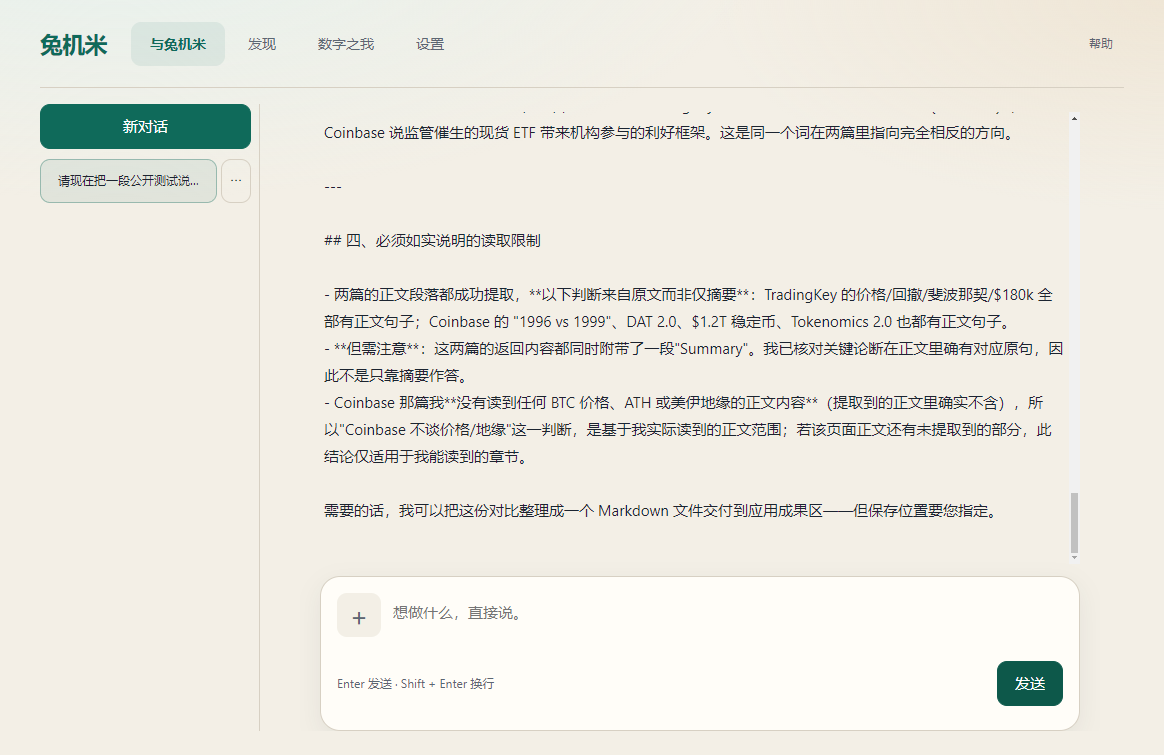 兔机米
与兔机米
发现
数字之我
设置
帮助
新对话
请现在把一段公开测试说...
...
Coinbase 说监管催生的现货 ETF 带来机构参与的利好框架。这是同一个词在两篇里指向完全相反的方向。
---
## 四、必须如实说明的读取限制
- 两篇的正文段落都成功提取，**以下判断来自原文而非仅摘要**：TradingKey 的价格/回撤/斐波那契/$180k 全
部有正文句子；Coinbase 的 "1996 vs 1999"、DAT 2.0、$1.2T 稳定币、Tokenomics 2.0 也都有正文句子。
- **但需注意**：这两篇的返回内容都同时附带了一段"Summary"。我已核对关键论断在正文里确有对应原句，因
此不是只靠摘要作答。
- Coinbase 那篇我**没有读到任何 BTC 价格、ATH 或美伊地缘的正文内容**（提取到的正文里确实不含），所
以"Coinbase 不谈价格/地缘"这一判断，是基于我实际读到的正文范围；若该页面正文还有未提取到的部分，此
结论仅适用于我能读到的章节。
需要的话，我可以把这份对比整理成一个 Markdown 文件交付到应用成果区——但保存位置要您指定。
+
想做什么，直接说。
Enter 发送 · Shift + Enter 换行
发送